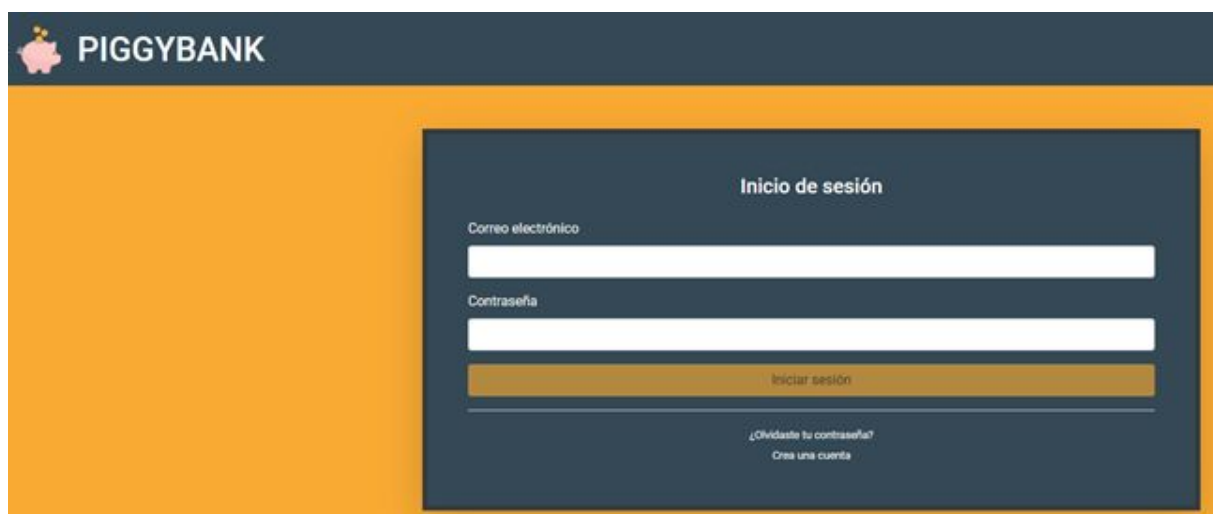 PIGGYBANK
Inicio de sesión
Correo electrónico
Contraseña
Iniciar sesión
¿Olvidaste tu contraseña?
Crea una cuenta